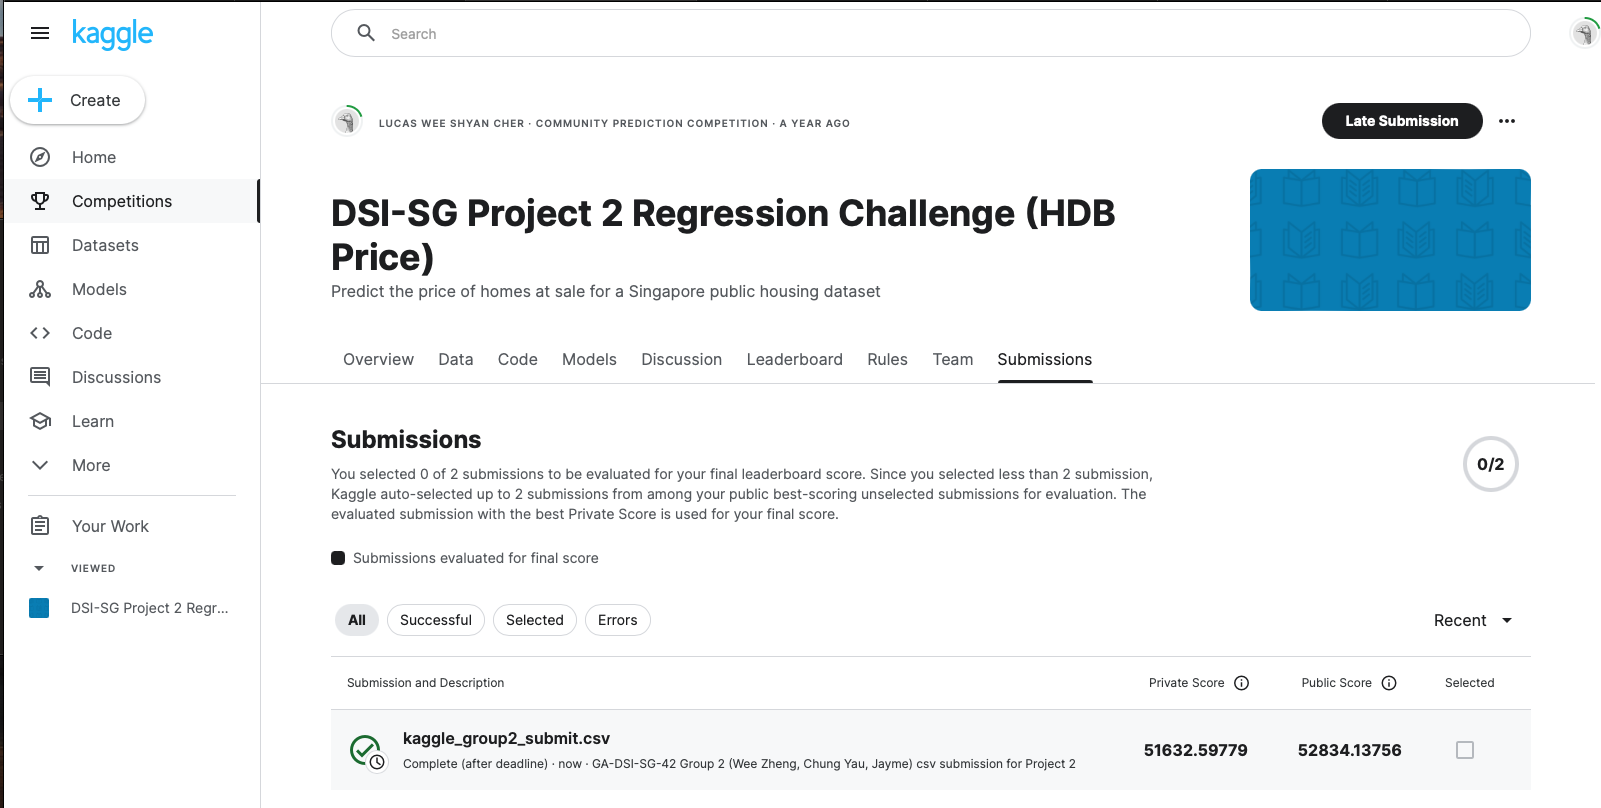 kaggle
Search
Create
Home
Competitions
Datasets
Models
Code
Discussions
Learn
More
Your Work
VIEWED
DSI-SG Project 2 Regr...
LUCAS WEE SHYAN CHER · COMMUNITY PREDICTION COMPETITION · A YEAR AGO
Late Submission
DSI-SG Project 2 Regression Challenge (HDB
Price)
Predict the price of homes at sale for a Singapore public housing dataset
Overview Data Code Models Discussion Leaderboard Rules Team Submissions
Submissions
You selected 0 of 2 submissions to be evaluated for your final leaderboard score. Since you selected less than 2 submission,
Kaggle auto-selected up to 2 submissions from among your public best-scoring unselected submissions for evaluation. The
evaluated submission with the best Private Score is used for your final score.
0/2
Submissions evaluated for final score
All Successful Selected Errors
Recent
Submission and Description Private Score Public Score Selected
kaggle_group2_submit.csv
Complete (after deadline) · now · GA-DSI-SG-42 Group 2 (Wee Zheng, Chung Yau, Jayme) csv submission for Project 2
51632.59779 52834.13756